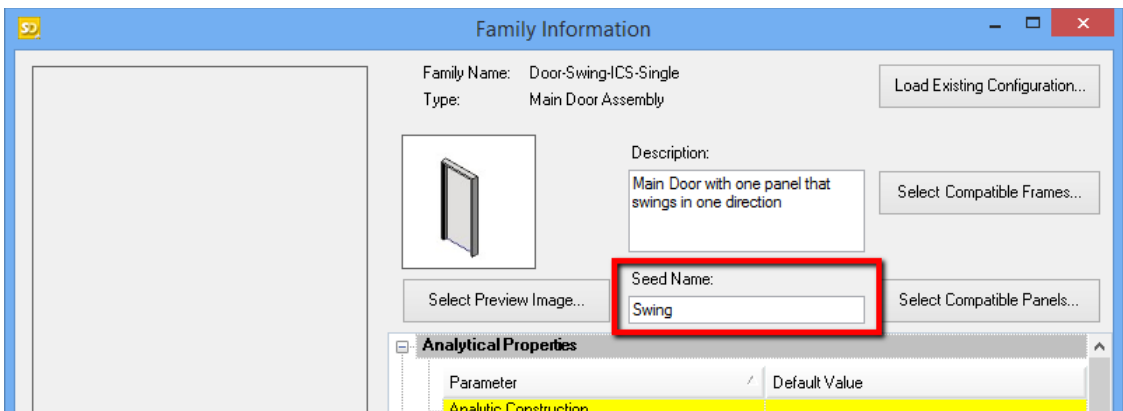 SD
Family Information
Family Name: Door-Swing-ICS-Single
Type: Main Door Assembly
Load Existing Configuration...
Description:
Main Door with one panel that
swings in one direction
Select Compatible Frames...
Seed Name:
Swing
Select Preview Image...
Select Compatible Panels...
Analytical Properties
Parameter Default Value
Analytic Construction